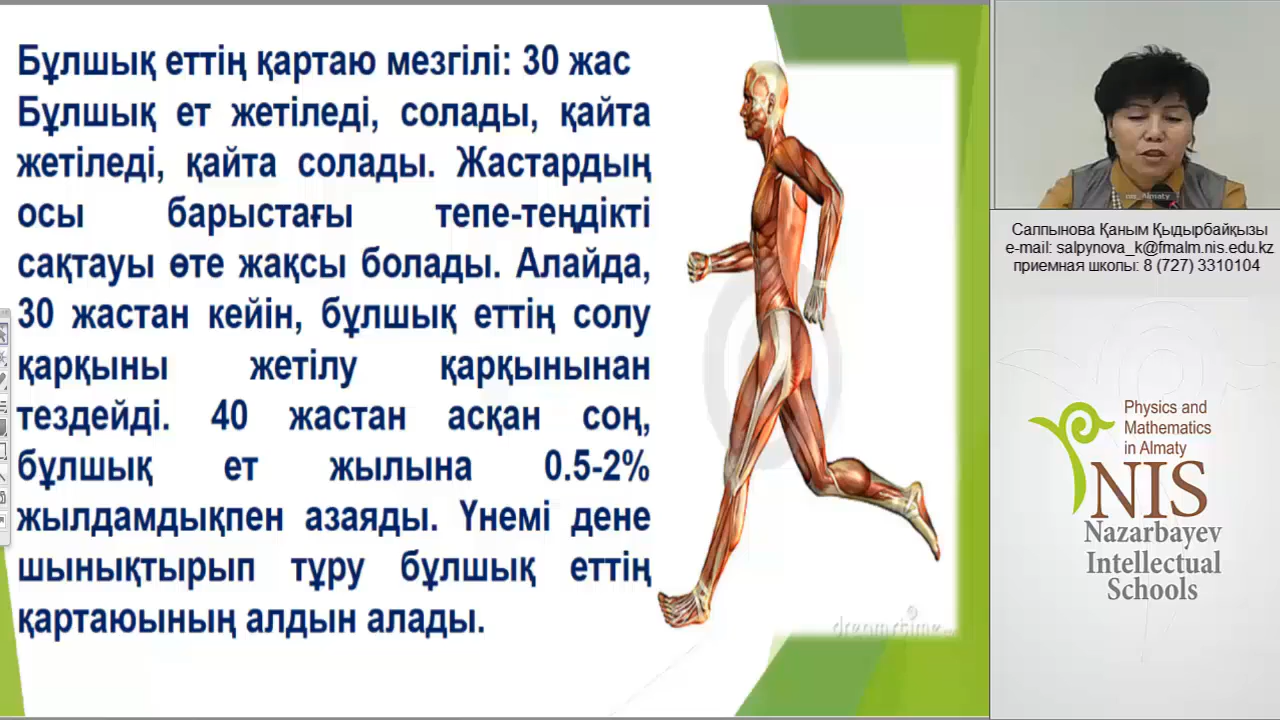 Бұлшық еттің қартаю мезгілі: 30 жас
Бұлшық ет жетіледі, солады, қайта
жетіледі, қайта солады. Жастардың
осы барыстағы тепе-теңдікті
сақтауы өте жақсы болады. Алайда,
30 жастан кейін, бұлшық еттің солу
қарқыны жетілу қарқынынан
тездейді. 40 жастан асқан соң,
бұлшық ет жылына 0.5-2%
жылдамдықпен азаяды. Үнемі дене
шынықтырып тұру бұлшық еттің
қартаюының алдын алады.
dreamstime
nis_Almaty
Салпынова Қаным Қыдырбайқызы
e-mail: salpynova_k@fmalm.nis.edu.kz
приемная школы: 8 (727) 3310104
Physics and
Mathematics
in Almaty
NIS
Nazarbayev
Intellectual
Schools